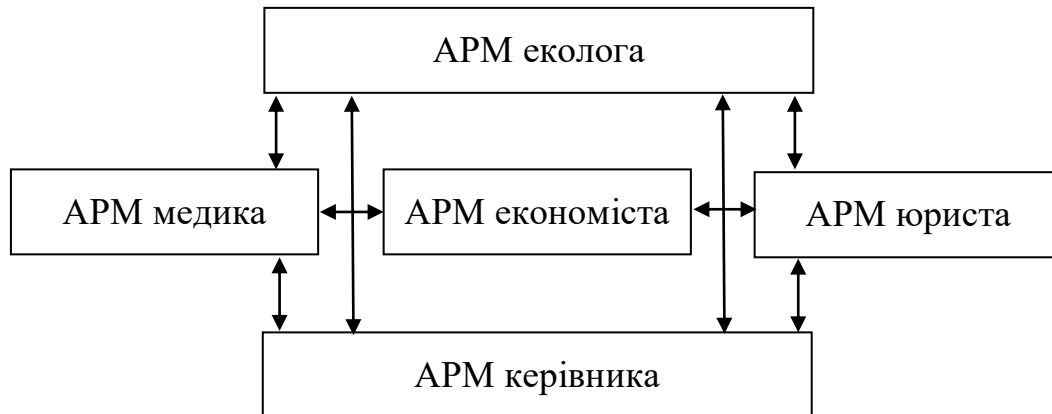 АРМ еколога
АРМ медика
АРМ економіста
АРМ юриста
АРМ керівника